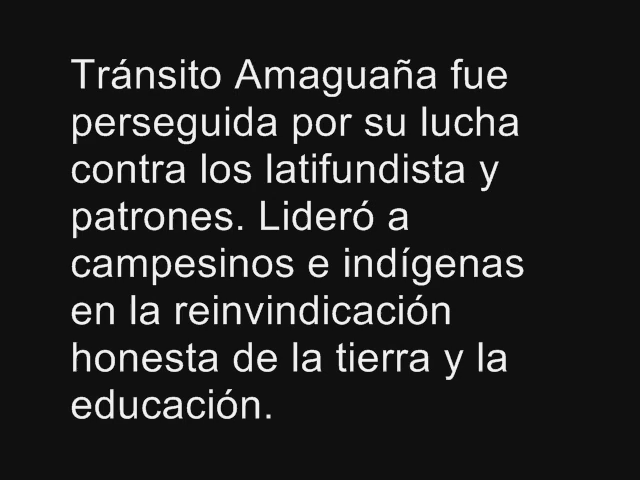 Tránsito Amaguaña fue
perseguida por su lucha
contra los latifundista y
patrones. Lideró a
campesinos e indígenas
en la reinvindicación
honesta de la tierra y la
educación.